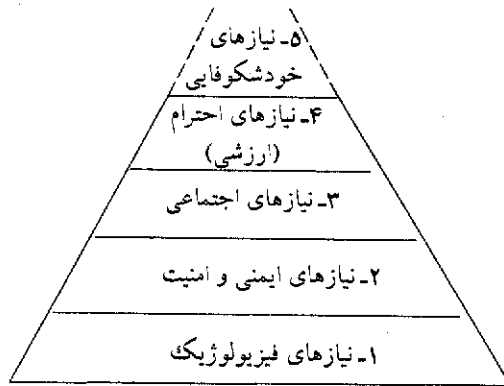 ۵ـ نیازهای
خودشکوفایی
۴ـ نیازهای احترام
(ارزشی)
۳ـ نیازهای اجتماعی
۲ـ نیازهای ایمنی و امنیت
۱ـ نیازهای فیزیولوژیک